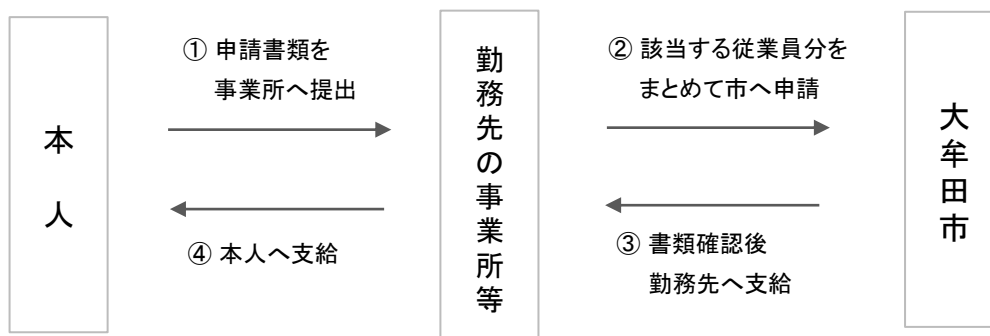 本人
① 申請書類を
事業所へ提出
④ 本人へ支給
勤務先の事業所等
② 該当する従業員分を
まとめて市へ申請
③ 書類確認後
勤務先へ支給
大牟田市